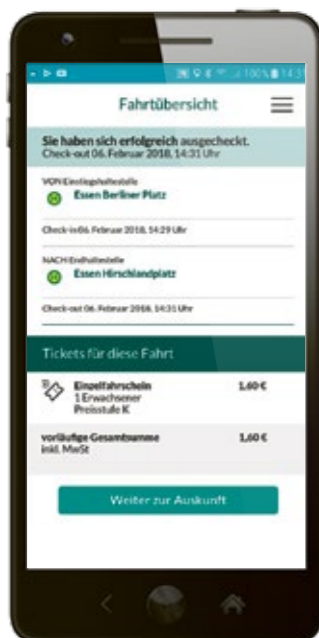 100% 14:31
Fahrtübersicht
Sie haben sich erfolgreich ausgecheckt.
Check-out 06. Februar 2018, 14:31 Uhr
VON Einstiegshaltestelle
Essen Berliner Platz
Check-in 06. Februar 2018, 14:29 Uhr
NACH Endhaltestelle
Essen Hirschlandplatz
Check-out 06. Februar 2018, 14:31 Uhr
Tickets für diese Fahrt
Einzelfahrschein 1,60 €
1 Erwachsener
Preisstufe K
vorläufige Gesamtsumme 1,60 €
inkl. MwSt
Weiter zur Auskunft